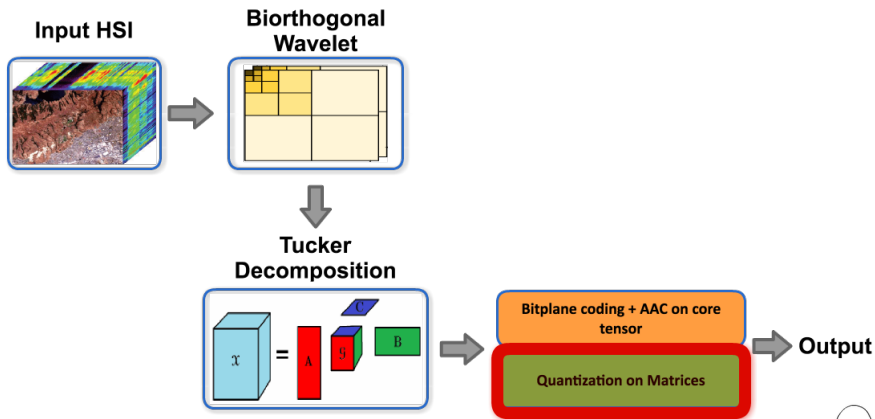 Input HSI
Biorthogonal
Wavelet
Tucker
Decomposition
x = A g C B
Bitplane coding + AAC on core
tensor
Quantization on Matrices
Output